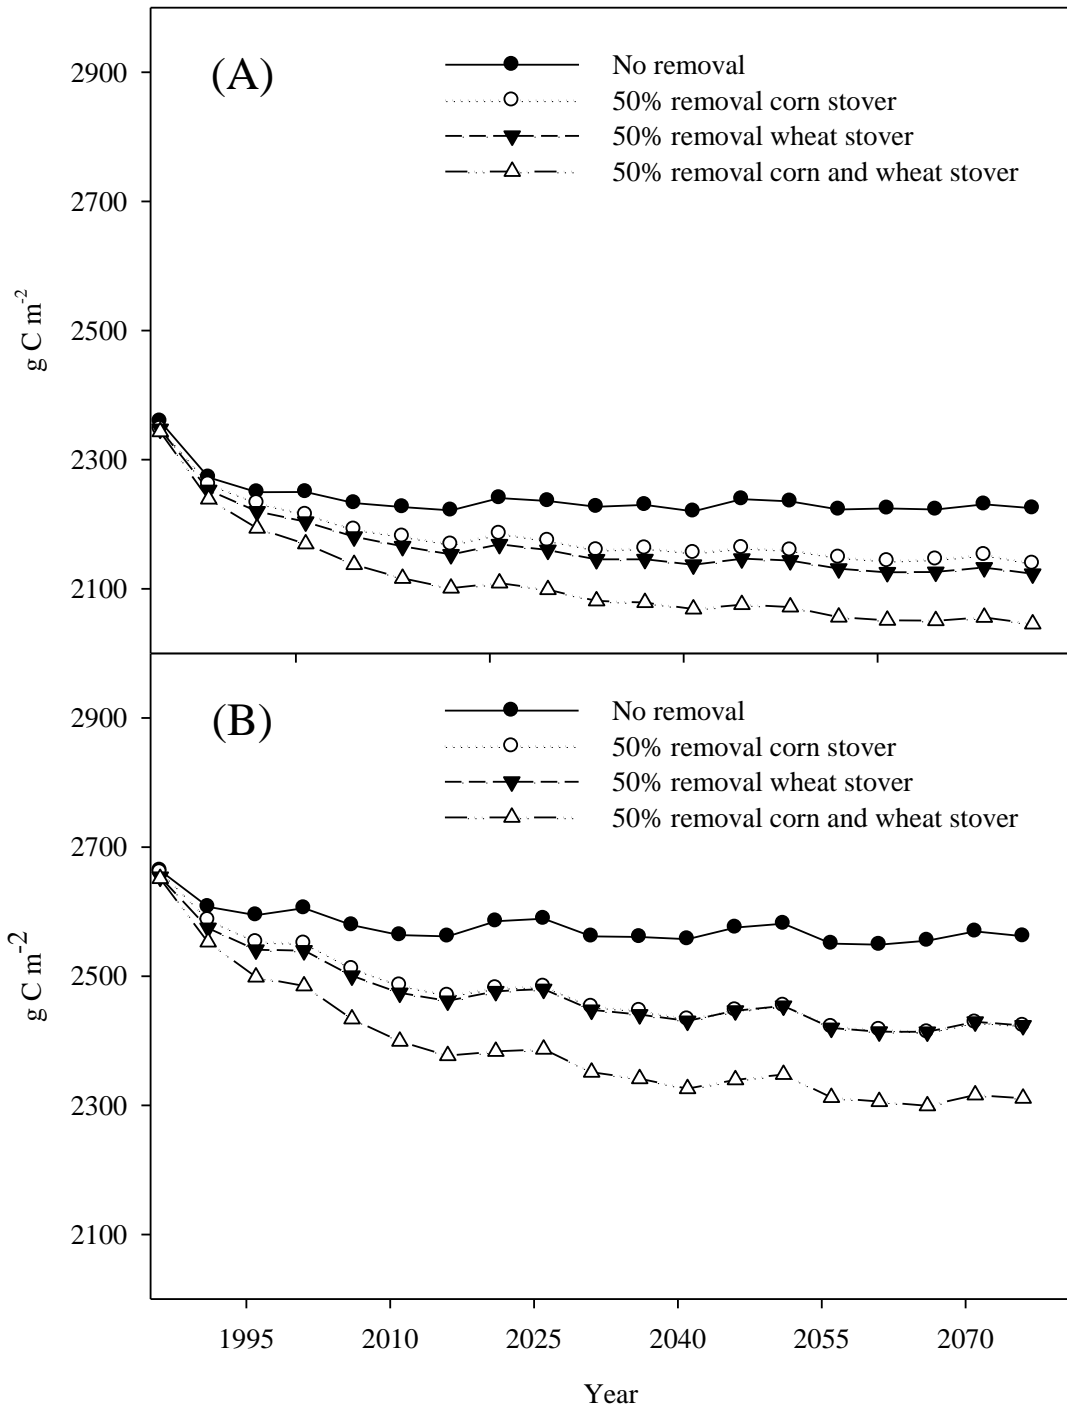 (A)
No removal
50% removal corn stover
50% removal wheat stover
50% removal corn and wheat stover
2900
2700
2500
2300
2100
g C m-2
(B)
No removal
50% removal corn stover
50% removal wheat stover
50% removal corn and wheat stover
2900
2700
2500
2300
2100
g C m-2
1995 2010 2025 2040 2055 2070
Year